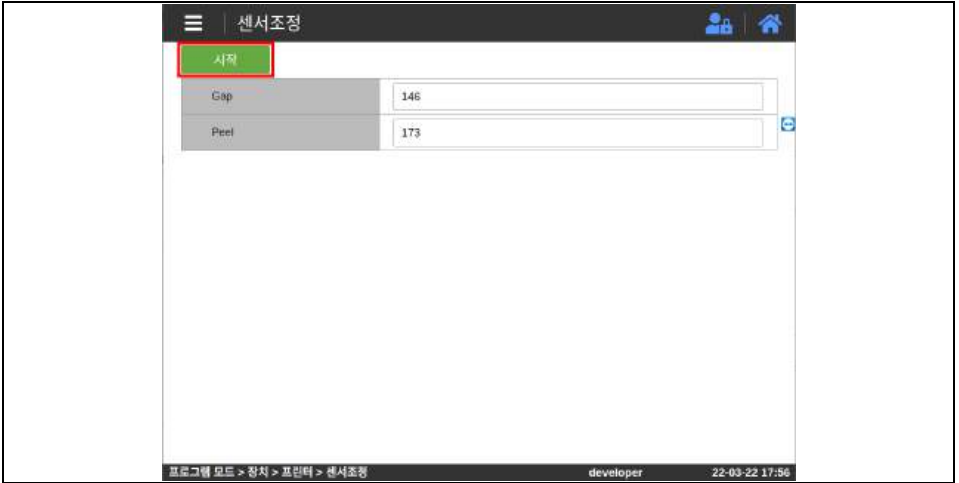 센서조정
시작
Gap 146
Peel 173
프로그램 모드 > 장치 > 프린터 > 센서조정 developer 22-03-22 17:56